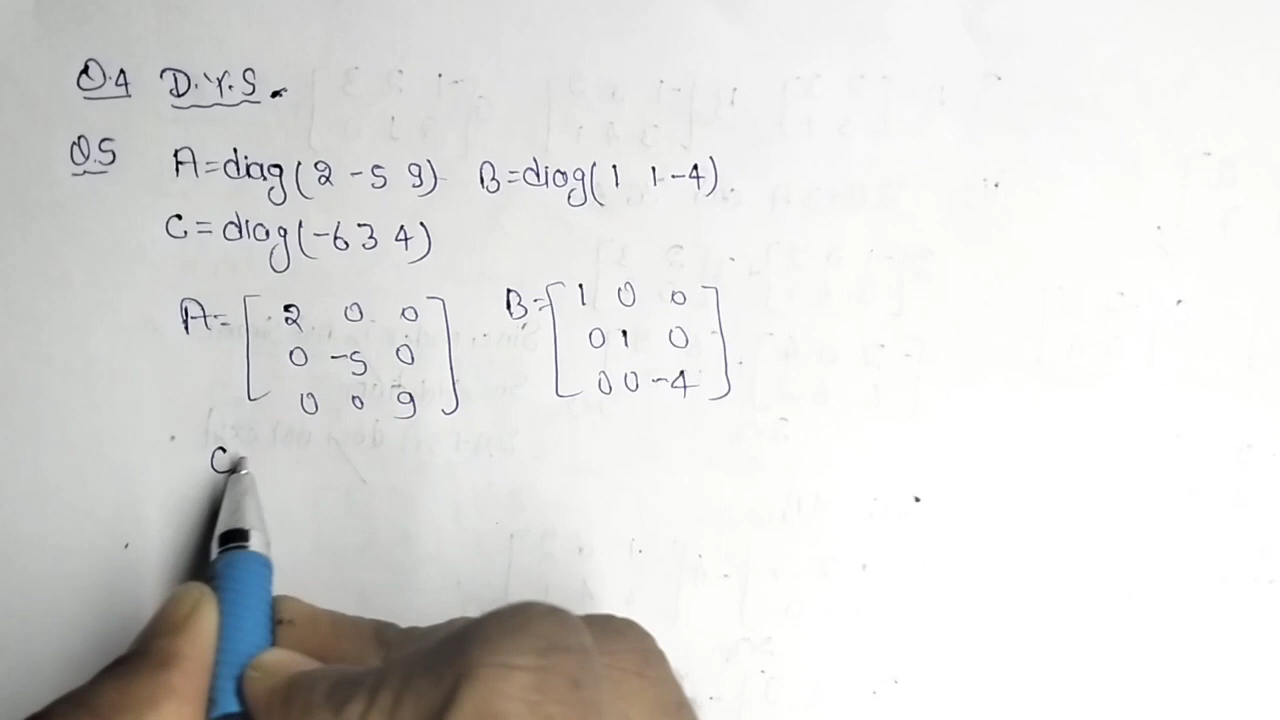 Q.4 D.Y.S.
Q.5 A=diag(2 -5 9) B=diag(1 1 -4).
C=diag(-6 3 4)
A= [ 2 0 0 B= [ 1 0 0
0 -5 0 0 1 0
0 0 9 ] 0 0 -4 ]
C